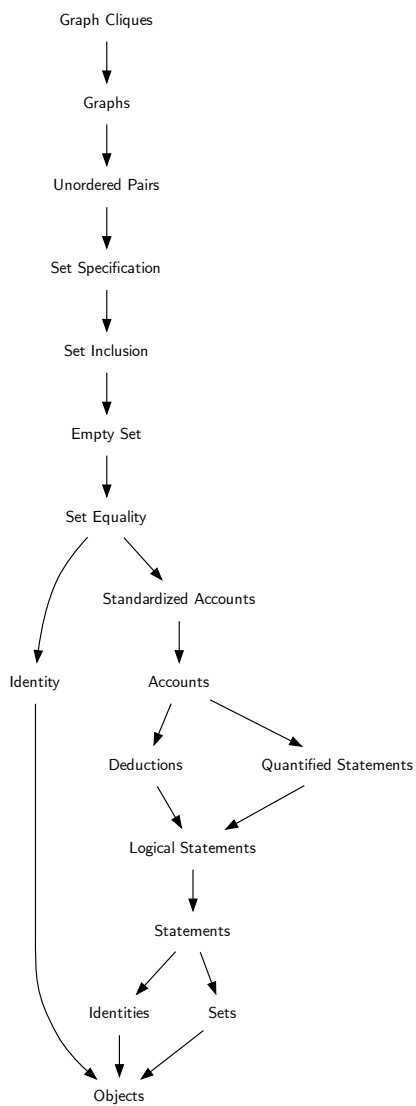 Graph Cliques
Graphs
Unordered Pairs
Set Specification
Set Inclusion
Empty Set
Set Equality
Standardized Accounts
Identity
Accounts
Deductions
Quantified Statements
Logical Statements
Statements
Identities
Sets
Objects